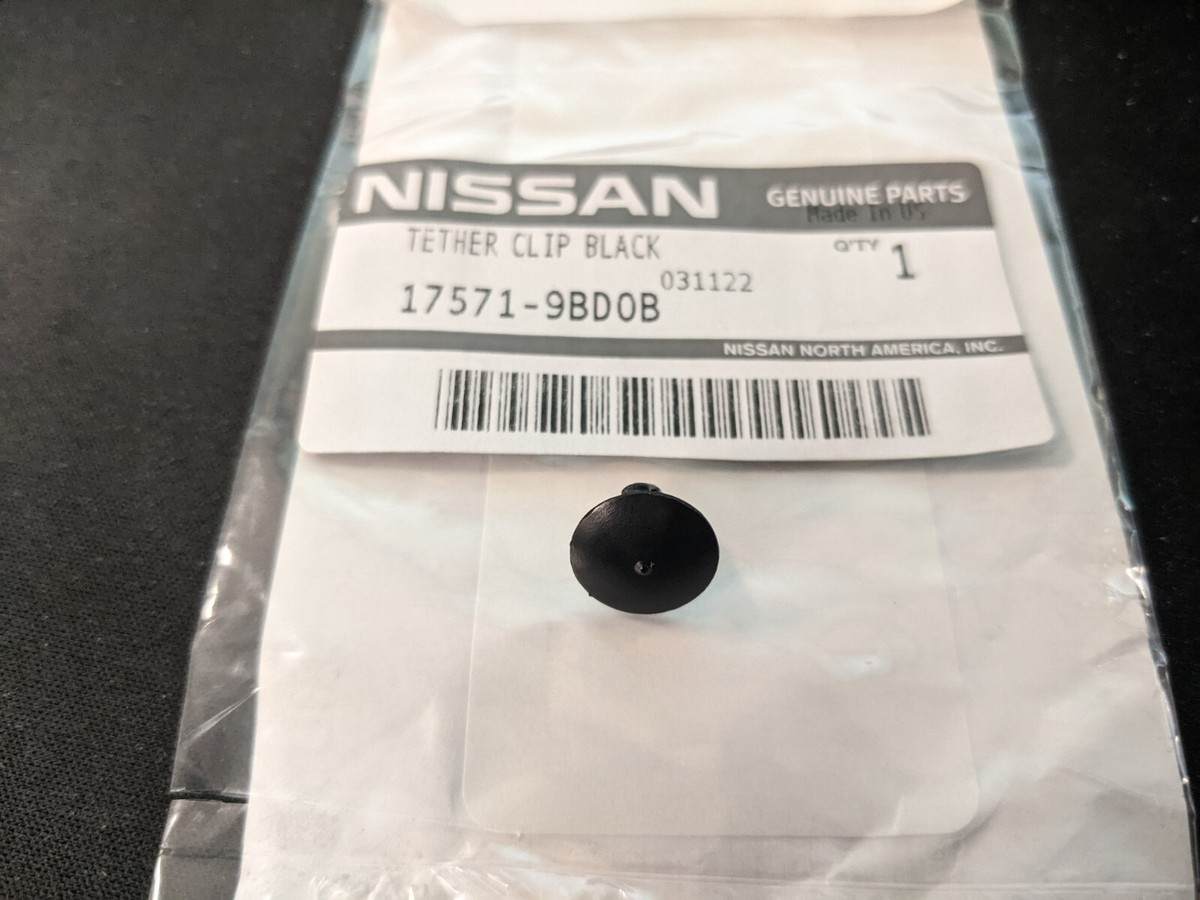 NISSAN GENUINE PARTS
Made In US
TETHER CLIP BLACK Q'TY 1
031122
17571-9BD0B
NISSAN NORTH AMERICA, INC.